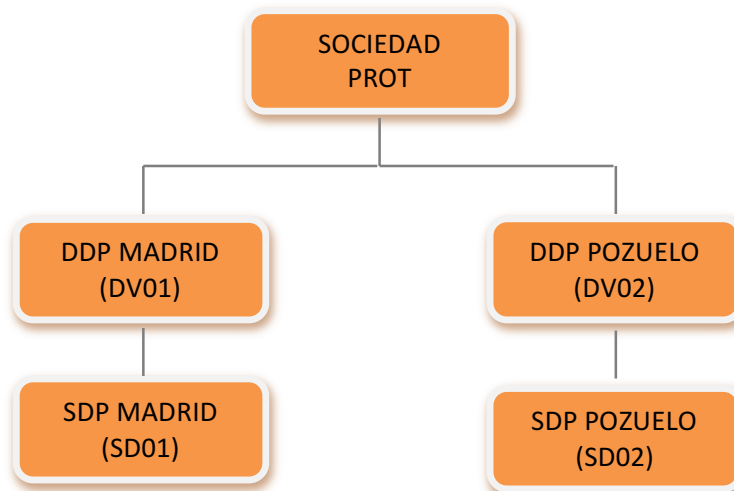 SOCIEDAD
PROT
DDP MADRID
(DV01)
DDP POZUELO
(DV02)
SDP MADRID
(SD01)
SDP POZUELO
(SD02)